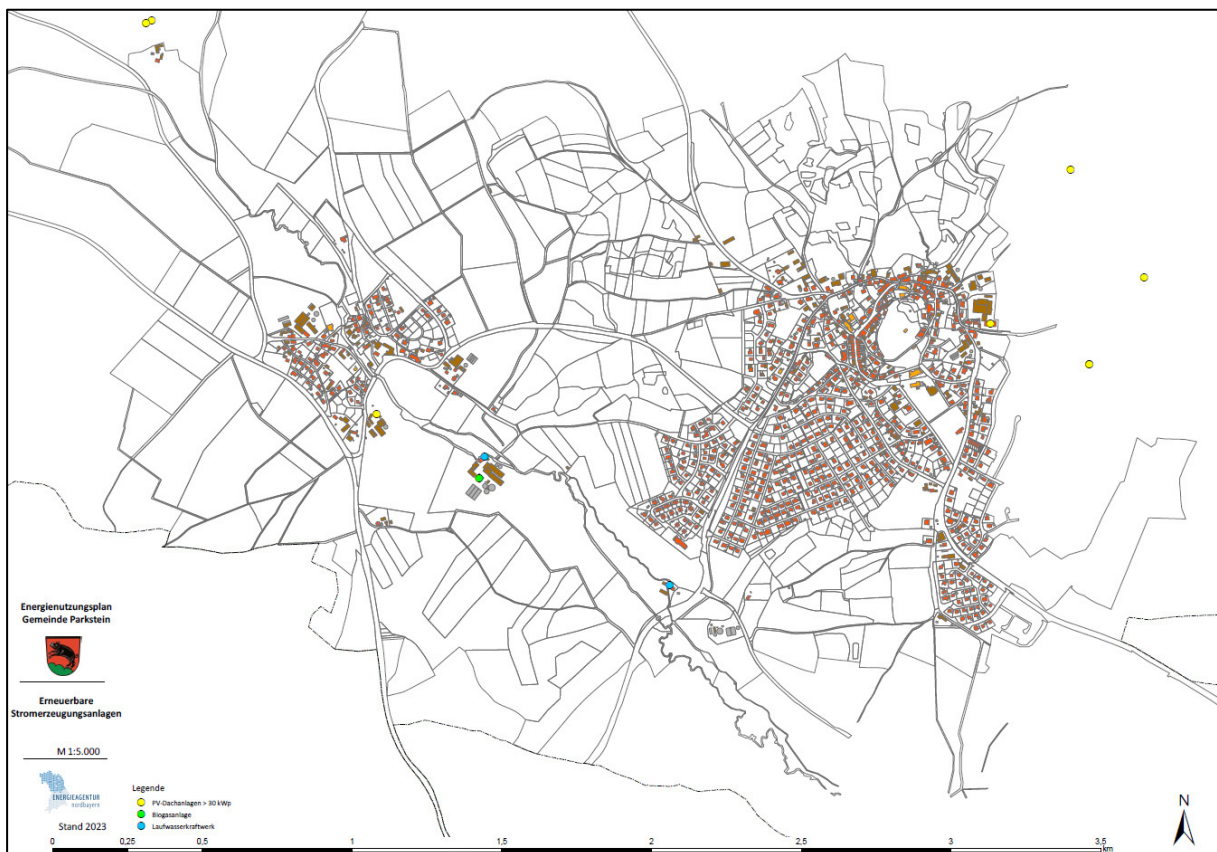 Energienutzungsplan
Gemeinde Parkstein
Erneuerbare
Stromerzeugungsanlagen
M 1:5.000
ENERGIEAGENTUR
nordbayern
Stand 2023
Legende
PV-Dachanlagen > 30 kWp
Biogasanlage
Laufwasserkraftwerk
N
0 0,25 0,5 1 1,5 2 2,5 3 3,5
km